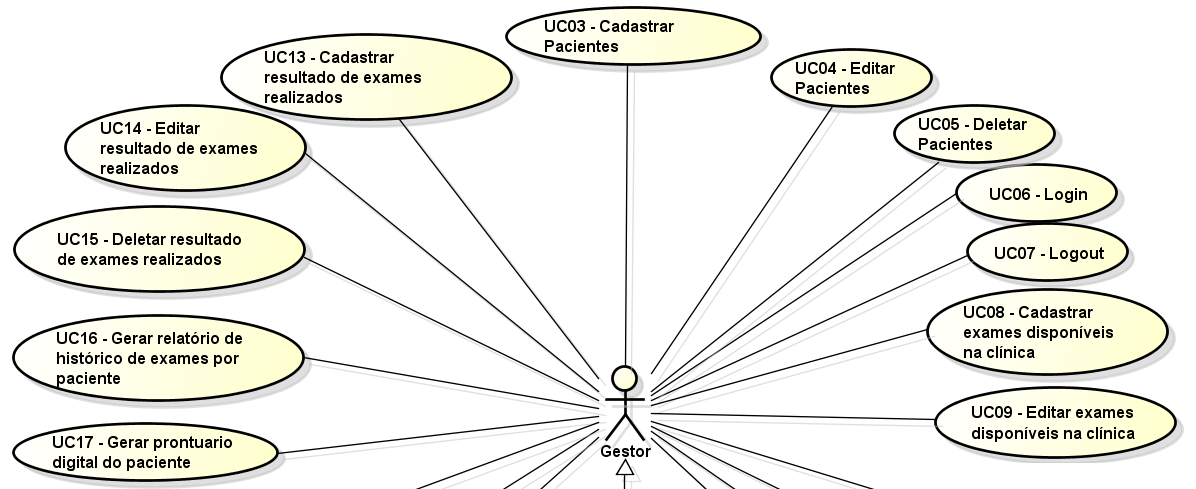 UC03 - Cadastrar
Pacientes
UC13 - Cadastrar
resultado de exames
realizados
UC04 - Editar
Pacientes
UC14 - Editar
resultado de exames
realizados
UC05 - Deletar
Pacientes
UC06 - Login
UC15 - Deletar resultado
de exames realizados
UC07 - Logout
UC08 - Cadastrar
exames disponíveis
na clínica
UC16 - Gerar relatório de
histórico de exames por
paciente
UC09 - Editar exames
disponíveis na clínica
UC17 - Gerar prontuario
digital do paciente
Gestor